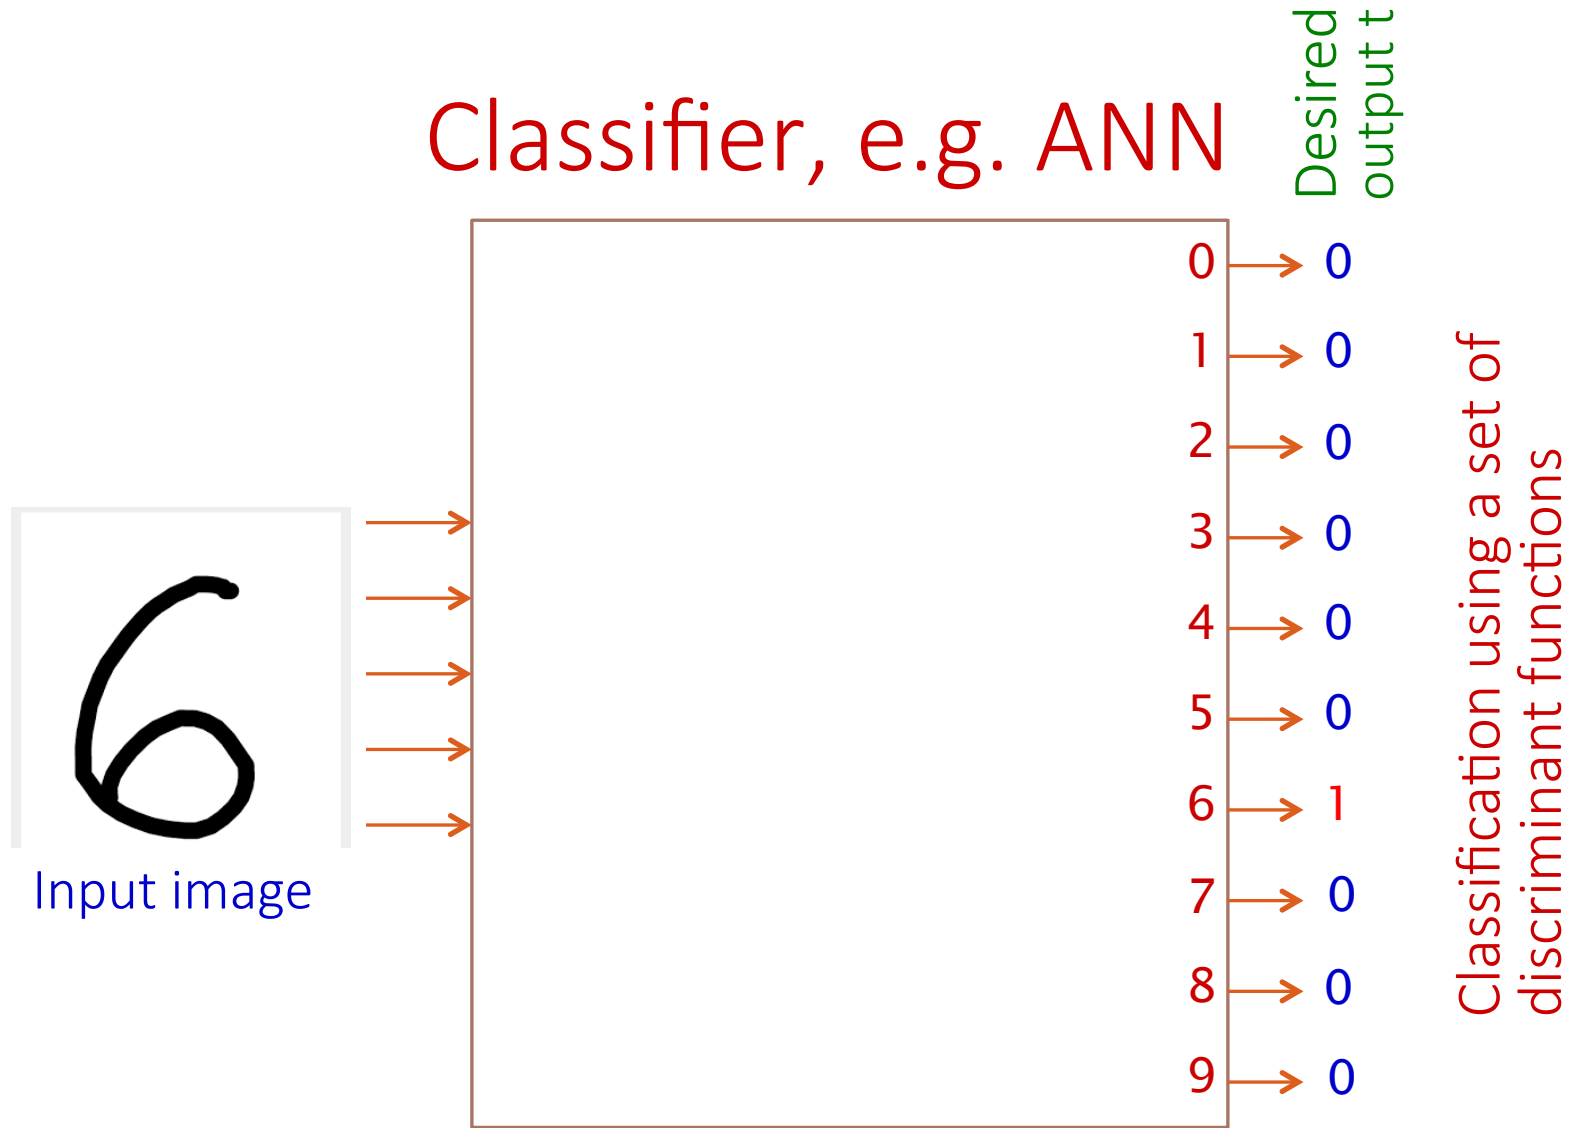 Classifier, e.g. ANN
Desired
output t
0 0
1 0
2 0
3 0
4 0
5 0
6 1
7 0
8 0
9 0
6
Input image
Classification using a set of
discriminant functions